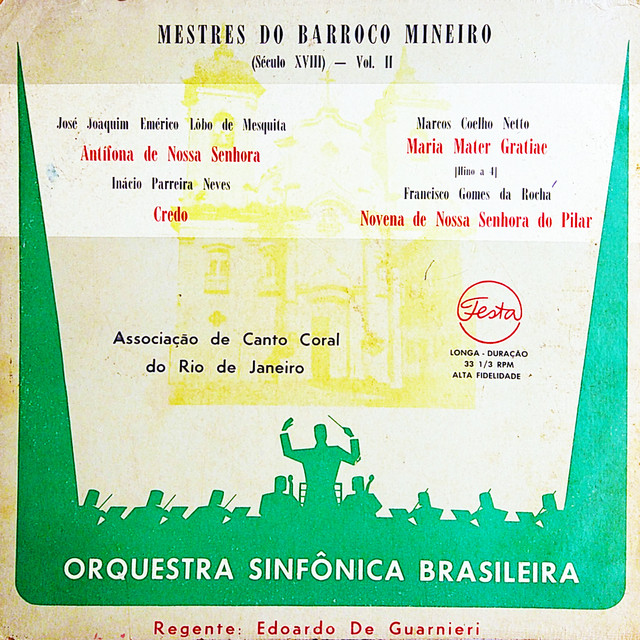 MESTRES DO BARROCO MINEIRO
(Século XVIII) — Vol. II
José Joaquim Emérico Lôbo de Mesquita
Antífona de Nossa Senhora
Inácio Parreira Neves
Credo
Marcos Coelho Netto
Maria Mater Gratiae
[Hino a 4]
Francisco Gomes da Rocha
Novena de Nossa Senhora do Pilar
Festa
LONGA - DURAÇÃO
33 1/3 RPM
ALTA FIDELIDADE
Associação de Canto Coral
do Rio de Janeiro
ORQUESTRA SINFÔNICA BRASILEIRA
Regente: Edoardo De Guarnieri